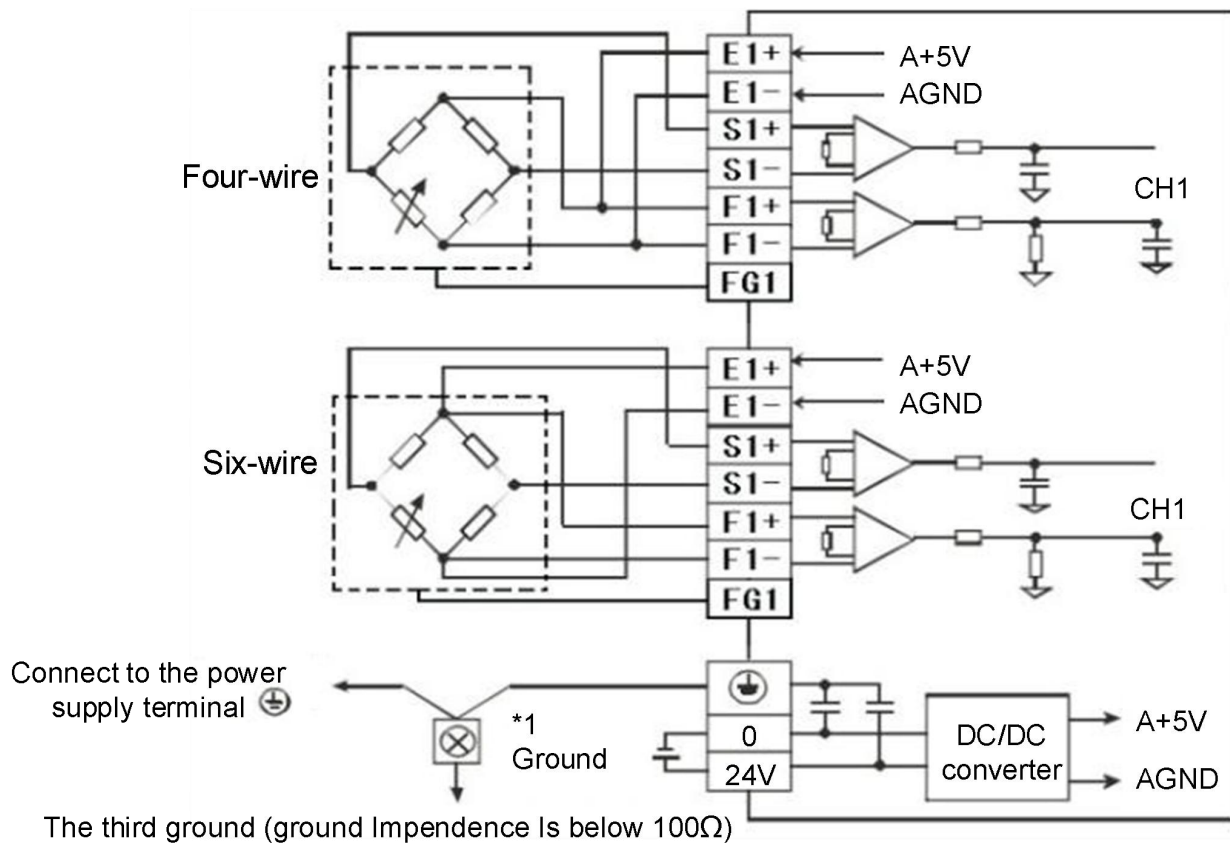 E1+
A+5V
E1-
AGND
S1+
Four-wire
S1-
CH1
F1+
F1-
FG1
E1+
A+5V
E1-
AGND
S1+
Six-wire
S1-
CH1
F1+
F1-
FG1
Connect to the power
supply terminal
*1
Ground
0
24V
DC/DC
converter
A+5V
AGND
The third ground (ground Impendence Is below 100Ω)